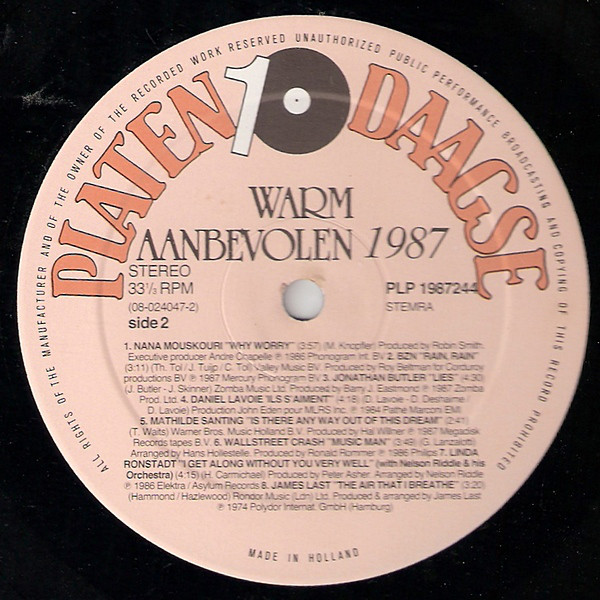 ALL RIGHTS OF THE MANUFACTURER AND OF THE OWNER OF THE RECORDED WORK RESERVED UNAUTHORIZED PUBLIC PERFORMANCE BROADCASTING AND COPYING OF THIS RECORD PROHIBITED
PLATEN 10 DAAGSE
WARM
AANBEVOLEN 1987
STEREO
33⅓ RPM PLP 1987244
(08-024047-2) STEMRA
side 2
1. NANA MOUSKOURI "WHY WORRY" (3:57) (M. Knopfler) Produced by Robin Smith.
Executive producer Andre Chapelle ℗ 1986 Phonogram Int. BV 2. BZN "RAIN, RAIN"
(3:11) (Th. Tol / J. Tuijp / C. Tol) Valley Music BV Produced by Roy Beltman for Corduroy
productions BV ℗ 1987 Mercury Phonogram BV 3. JONATHAN BUTLER "LIES" (4:30)
(J. Butler - J. Skinner) Zomba Music Produced by Barry J. Eastmond ℗ 1987 Zomba
Prod. Ltd. 4. DANIEL LAVOIE "ILS S'AIMENT" (4:18) (D. Lavoie - D. Deshaime /
D. Lavoie) Production John Eden pour MLRS Inc. ℗ 1984 Pathé Marconi EMI
5. MATHILDE SANTING "IS THERE ANY WAY OUT OF THIS DREAM" (2:41)
(T. Waits) Warner Bros. Music Holland B.V. Produced by Hal Willner ℗ 1987 Megadisk
Records tapes B.V. 6. WALLSTREET CRASH "MUSIC MAN" (3:49) (G. Lanzalotti)
Arranged by Hans Hollestelle. Produced by Ronald Rommer ℗ 1986 Philips 7. LINDA
RONSTADT "I GET ALONG WITHOUT YOU VERY WELL" (with Nelson Riddle & his
Orchestra) (4:15) (H. Carmichael) Produced by Peter Asher. Arranged by Nelson Riddle
℗ 1986 Elektra / Asylum Records 8. JAMES LAST "THE AIR THAT I BREATHE" (3:20)
(Hammond / Hazlewood) Rondor Music (Ldn) Ltd. Produced & arranged by James Last
℗ 1974 Polydor Internat. GmbH (Hamburg)
MADE IN HOLLAND